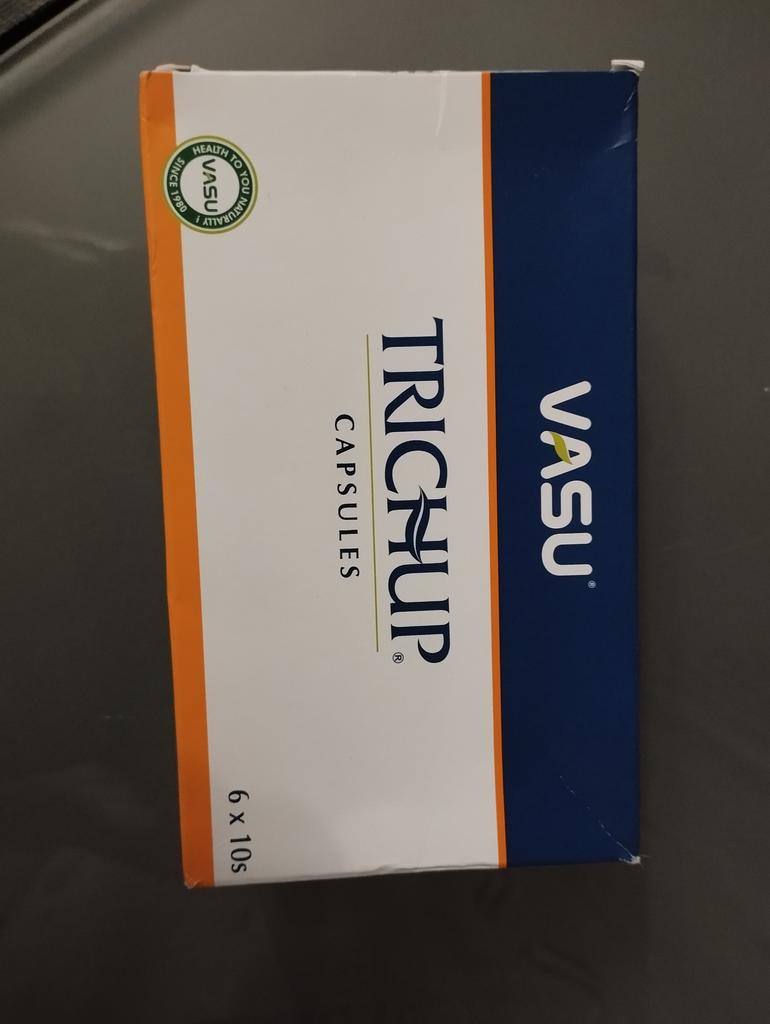 VASU®
TRICHUP®
CAPSULES
HEALTH TO YOU NATURALLY !
VASU
SINCE 1980
6 x 10s